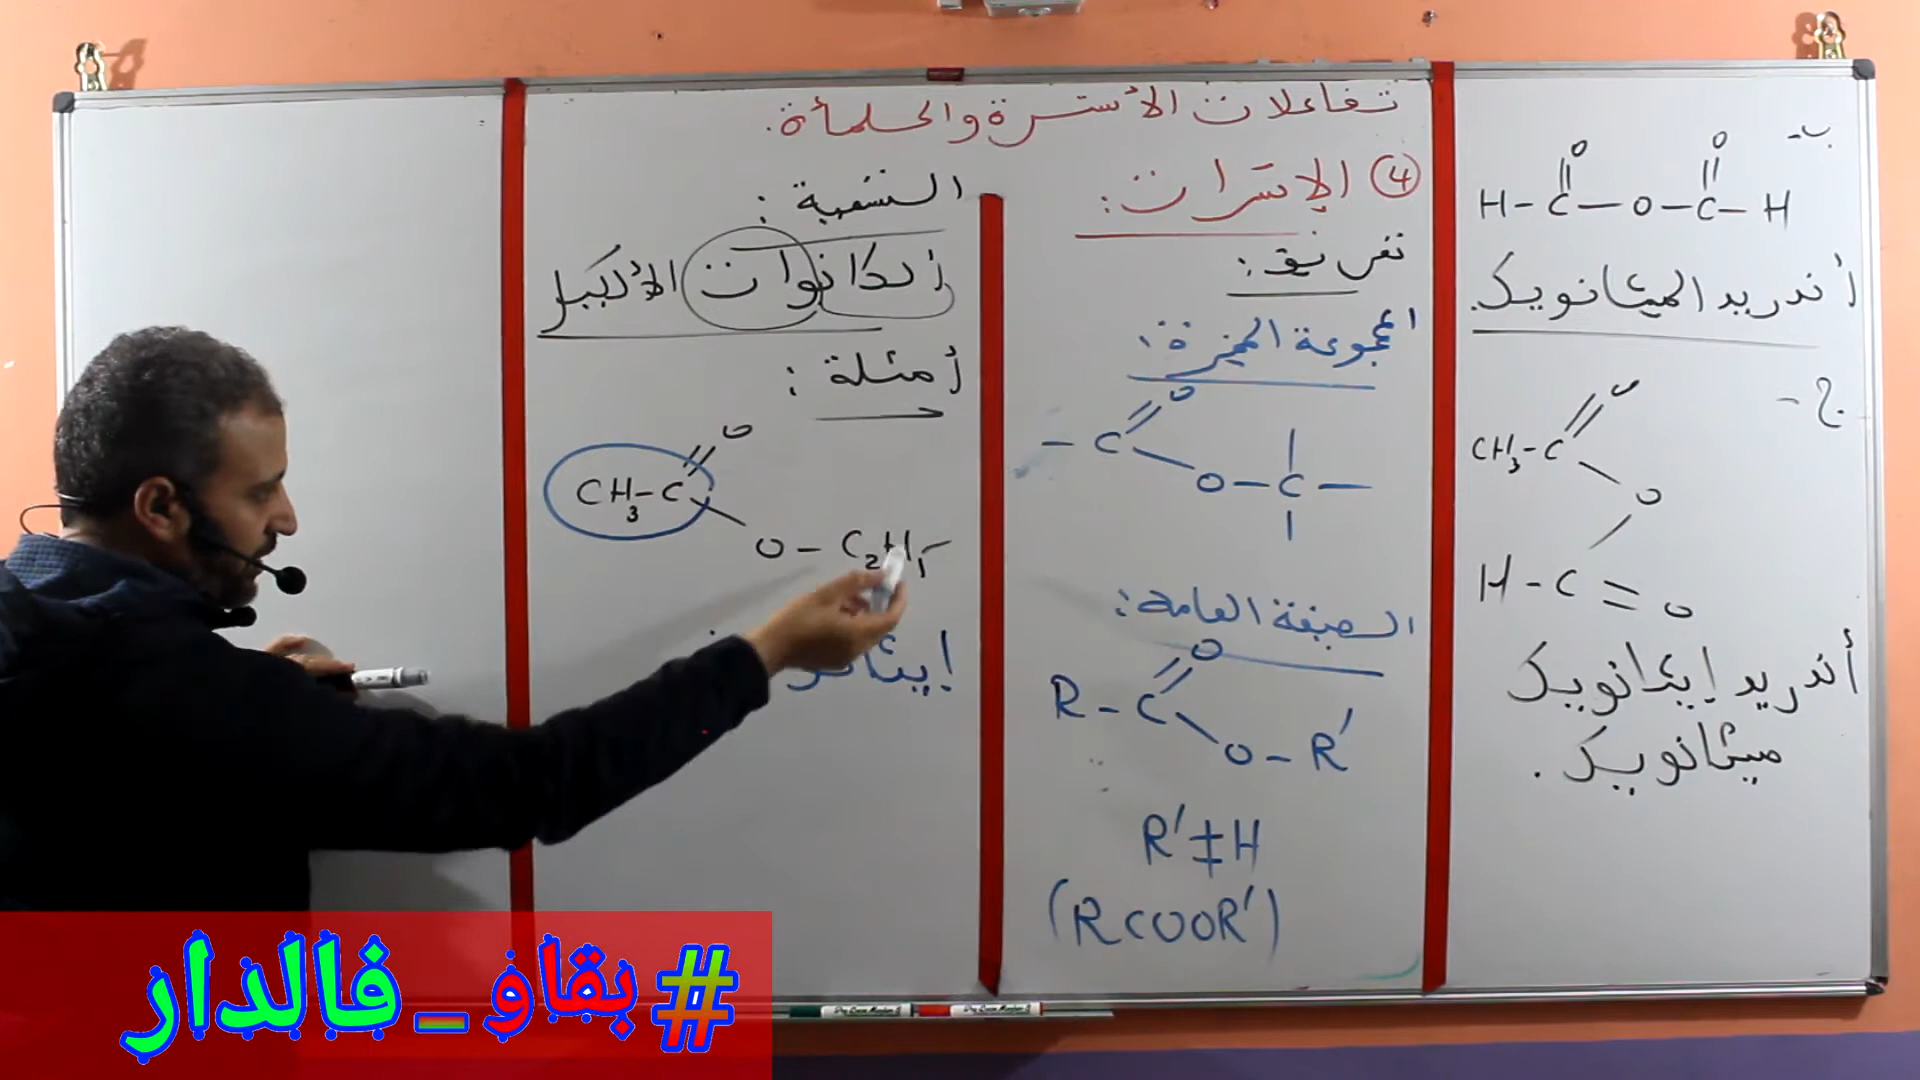 تفاعلات الأسترة والحلمأة.
④ الإسترات:
تعريف:
المجموعة المميزة:
O
- C
O - C -
الصيغة العامة:
O
R - C
O - R'
R' ≠ H
(RCOOR')
التسمية:
ألكانوات الألكيل
أمثلة:
O
CH3 - C
O - C2H5
إيثانو
ب-
O O
H - C - O - C - H
أندريد الميثانويك.
ج-
O
CH3 - C
O
H - C = O
أندريد إيثانويك
ميثانويك.
#بقاو_فالدار